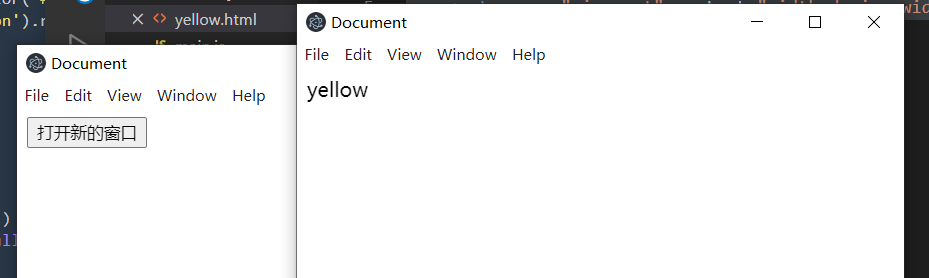 yellow.html
Document
File Edit View Window Help
打开新的窗口
Document
File Edit View Window Help
yellow